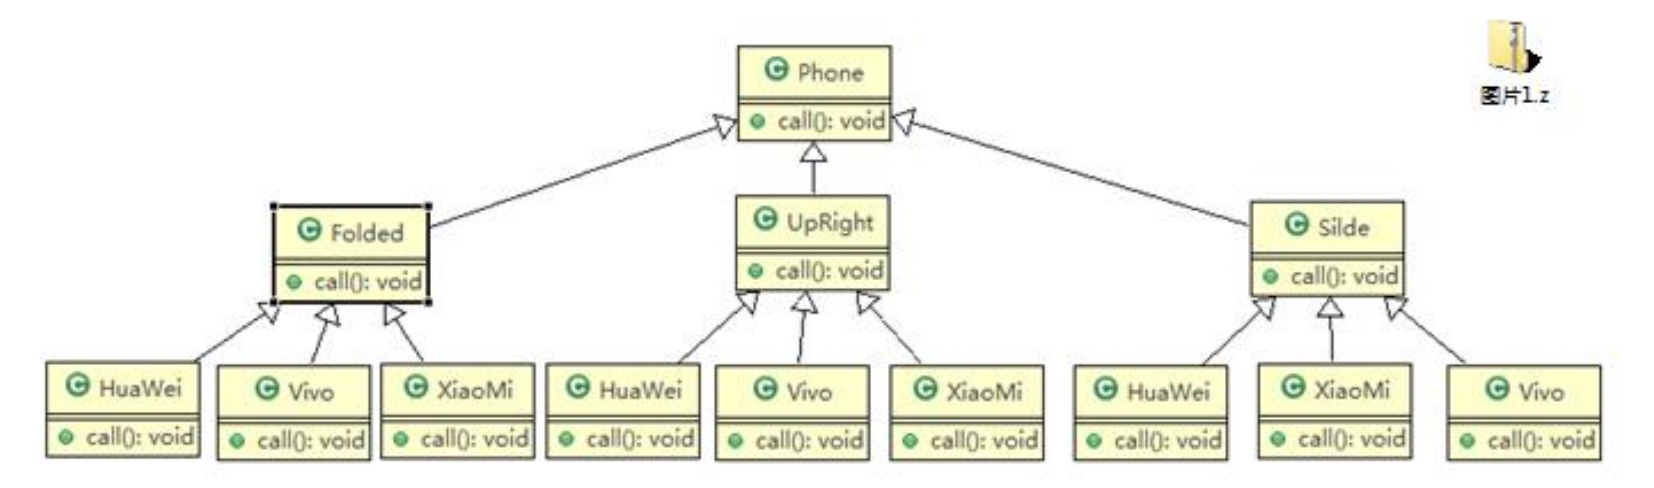 Phone
call(): void
图片1.z
Folded
call(): void
UpRight
call(): void
Silde
call(): void
HuaWei
call(): void
Vivo
call(): void
XiaoMi
call(): void
HuaWei
call(): void
Vivo
call(): void
XiaoMi
call(): void
HuaWei
call(): void
XiaoMi
call(): void
Vivo
call(): void